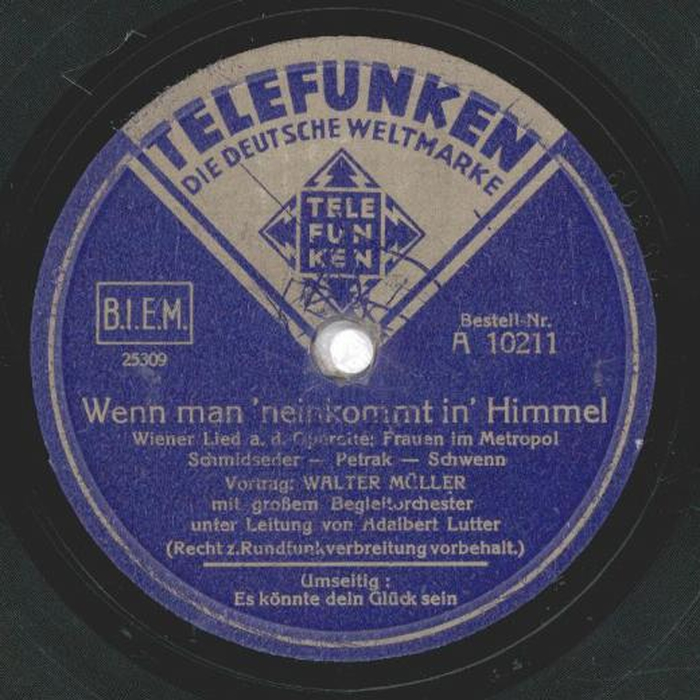 TELEFUNKEN
DIE DEUTSCHE WELTMARKE
TELE
FUN
KEN
B.I.E.M.
25309
Bestell-Nr.
A 10211
Wenn man 'neinkommt in' Himmel
Wiener Lied a. d. Operette: Frauen im Metropol
Schmidseder — Petrak — Schwenn
Vortrag: WALTER MÜLLER
mit großem Begleitorchester
unter Leitung von Adalbert Lutter
(Recht z. Rundfunkverbreitung vorbehalt.)
Umseitig :
Es könnte dein Glück sein